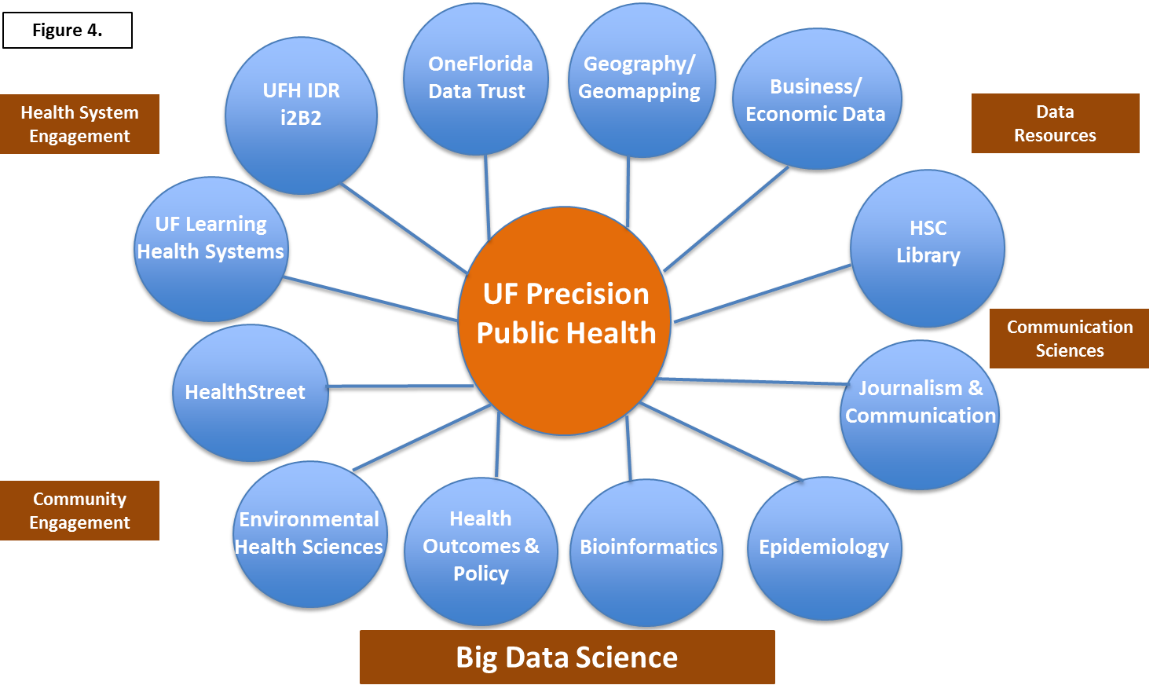 Figure 4.
Health System
Engagement
UFH IDR
i2B2
OneFlorida
Data Trust
Geography/
Geomapping
Business/
Economic Data
Data
Resources
UF Learning
Health Systems
HSC
Library
UF Precision
Public Health
Communication
Sciences
HealthStreet
Journalism &
Communication
Community
Engagement
Environmental
Health Sciences
Health
Outcomes &
Policy
Bioinformatics
Epidemiology
Big Data Science